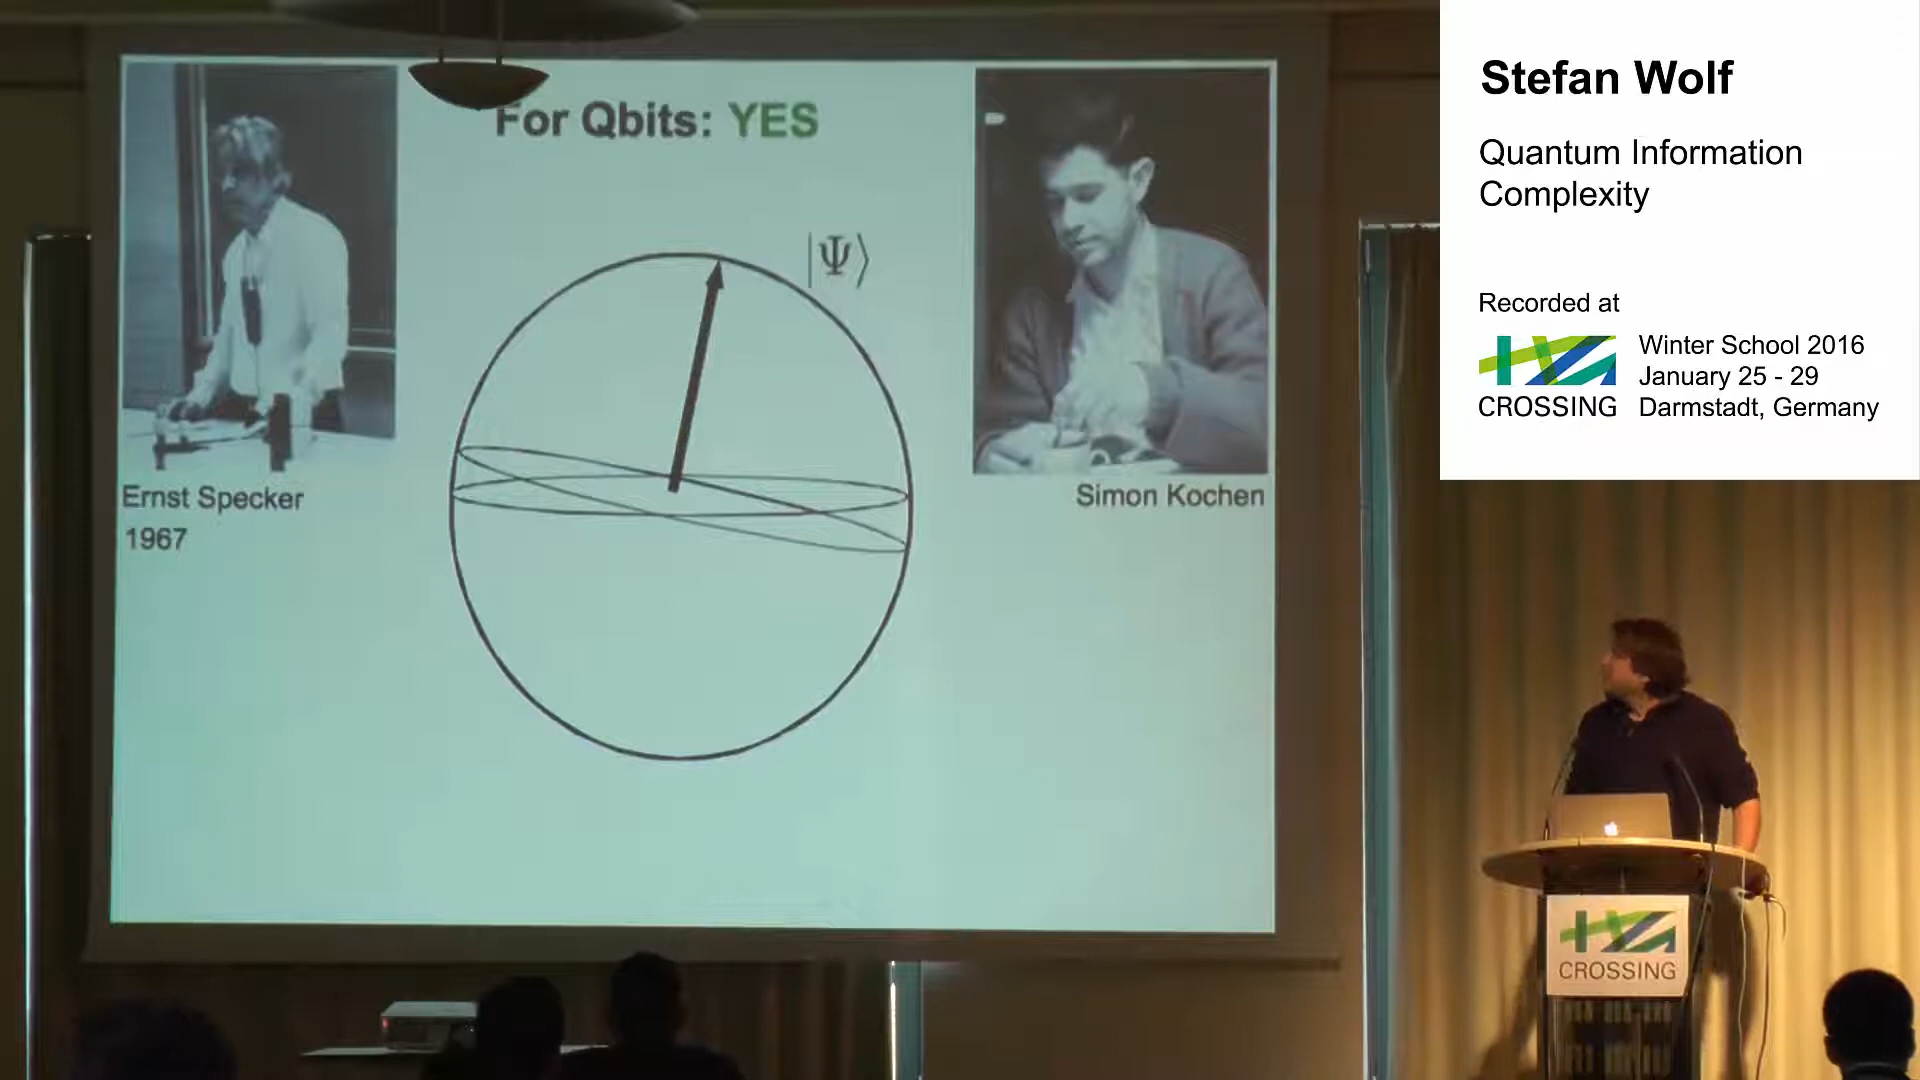 For Qbits: YES
|Ψ⟩
Ernst Specker
1967
Simon Kochen
Stefan Wolf
Quantum Information
Complexity
Recorded at
CROSSING
Winter School 2016
January 25 - 29
Darmstadt, Germany
CROSSING